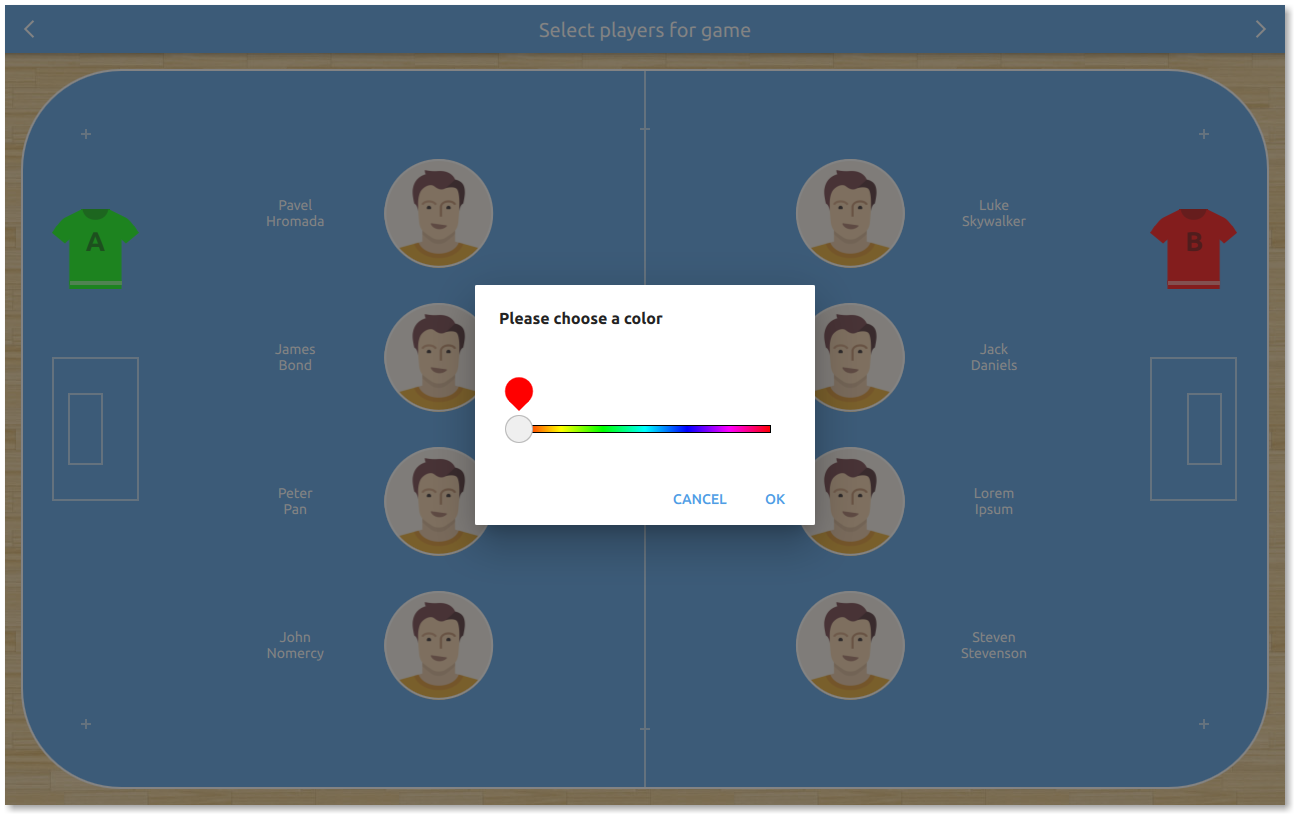 Select players for game
Pavel
Hromada
Luke
Skywalker
A
B
Please choose a color
James
Bond
Jack
Daniels
Peter
Pan
Lorem
Ipsum
CANCEL
OK
John
Nomercy
Steven
Stevenson